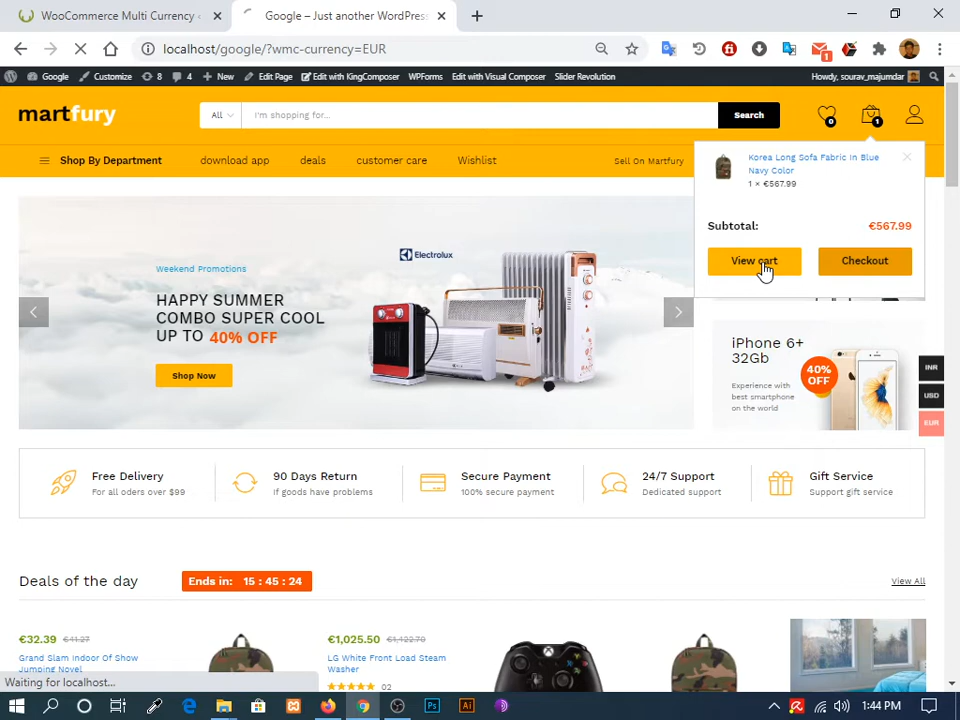 WooCommerce Multi Currency
Google – Just another WordPress
localhost/google/?wmc-currency=EUR
1
Google
Customize
8
4
New
Edit Page
Edit with KingComposer
WPForms
Edit with Visual Composer
Slider Revolution
Howdy, sourav_majumdar
martfury
All
I'm shopping for...
Search
0
1
Shop By Department
download app
deals
customer care
Wishlist
Sell On Martfury
Korea Long Sofa Fabric In Blue
Navy Color
1 × €567.99
Subtotal:
€567.99
View cart
Checkout
Weekend Promotions
HAPPY SUMMER
COMBO SUPER COOL
UP TO 40% OFF
Shop Now
Electrolux
iPhone 6+
32Gb
Experience with
best smartphone
on the world
40%
OFF
INR
USD
EUR
Free Delivery
For all oders over $99
90 Days Return
If goods have problems
Secure Payment
100% secure payment
24/7 Support
Dedicated support
Gift Service
Support gift service
Deals of the day
Ends in: 15 : 45 : 24
View All
€32.39 €41.27
Grand Slam Indoor Of Show
Jumping Novel
€1,025.50 €1,122.70
LG White Front Load Steam
Washer
02
Waiting for localhost...
Ps
Ai
1:44 PM